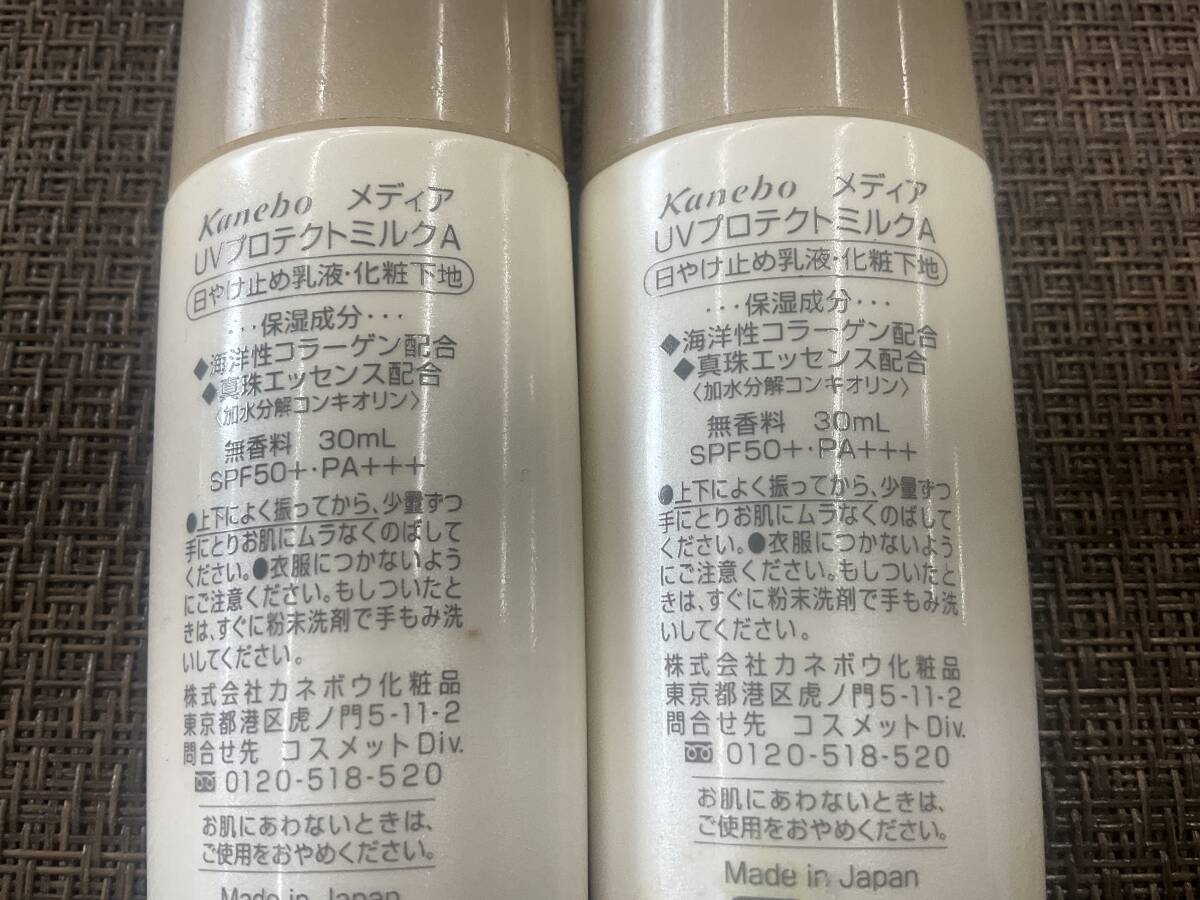 Kanebo メディア
UVプロテクトミルクA
日やけ止め乳液・化粧下地
・・・保湿成分・・・
◆海洋性コラーゲン配合
◆真珠エッセンス配合
〈加水分解コンキオリン〉
無香料 30mL
SPF50+・PA+++
●上下によく振ってから、少量ずつ
手にとりお肌にムラなくのばして
ください。●衣服につかないよう
にご注意ください。もしついたと
きは、すぐに粉末洗剤で手もみ洗
いしてください。
株式会社カネボウ化粧品
東京都港区虎ノ門5-11-2
問合せ先 コスメットDiv.
0120-518-520
お肌にあわないときは、
ご使用をおやめください。
Made in Japan
Kanebo メディア
UVプロテクトミルクA
日やけ止め乳液・化粧下地
・・・保湿成分・・・
◆海洋性コラーゲン配合
◆真珠エッセンス配合
〈加水分解コンキオリン〉
無香料 30mL
SPF50+・PA+++
●上下によく振ってから、少量ずつ
手にとりお肌にムラなくのばして
ください。●衣服につかないよう
にご注意ください。もしついたと
きは、すぐに粉末洗剤で手もみ洗
いしてください。
株式会社カネボウ化粧品
東京都港区虎ノ門5-11-2
問合せ先 コスメットDiv.
0120-518-520
お肌にあわないときは、
ご使用をおやめください。
Made in Japan